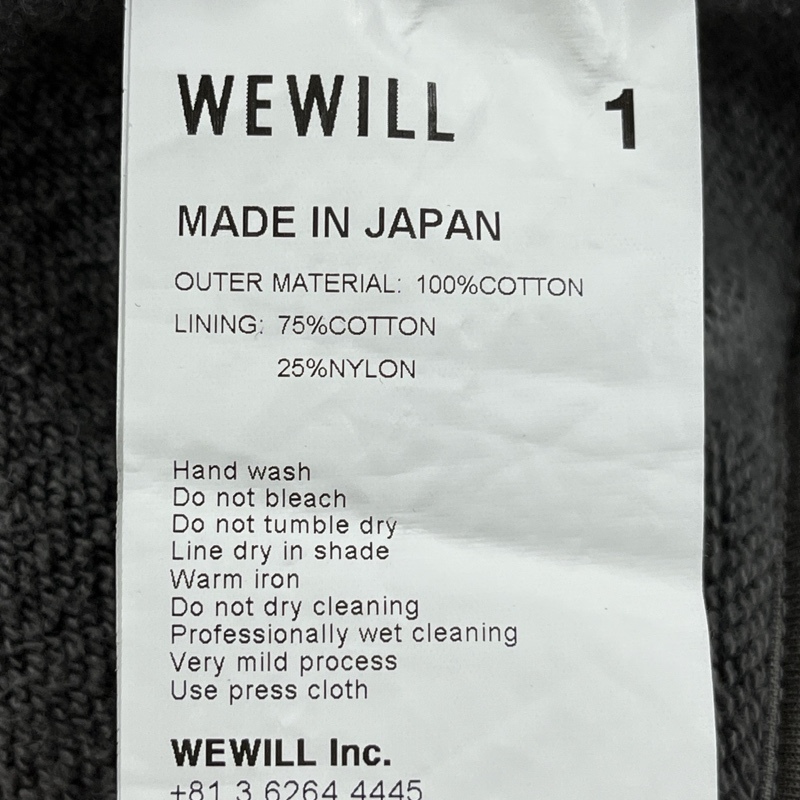 WEWILL 1
MADE IN JAPAN
OUTER MATERIAL: 100%COTTON
LINING: 75%COTTON
25%NYLON
Hand wash
Do not bleach
Do not tumble dry
Line dry in shade
Warm iron
Do not dry cleaning
Professionally wet cleaning
Very mild process
Use press cloth
WEWILL Inc.
+81 3 6264 4445